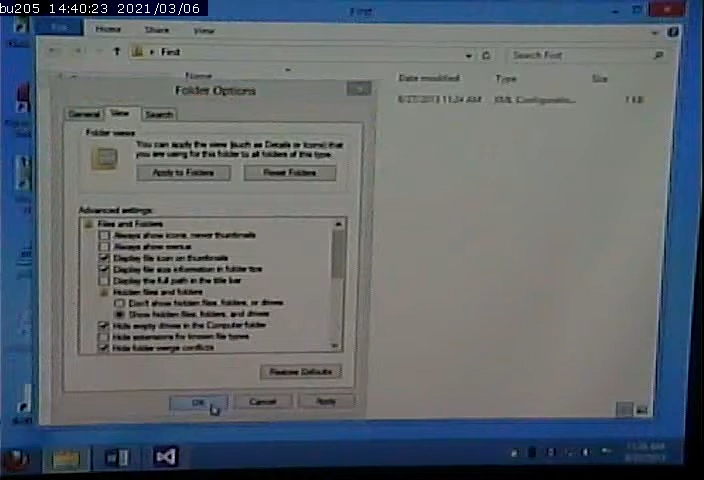 bu205 14:40:23 2021/03/06
First
File Home Share View
First
Search First
Name Date modified Type Size
8/27/2013 11:24 AM XML Configuratio... 1 KB
Folder Options
General View Search
Folder views
You can apply the view (such as Details or Icons) that
you are using for this folder to all folders of this type.
Apply to Folders Reset Folders
Advanced settings:
Files and Folders
Always show icons, never thumbnails
Always show menus
Display file icon on thumbnails
Display file size information in folder tips
Display the full path in the title bar
Hidden files and folders
Don't show hidden files, folders, or drives
Show hidden files, folders, and drives
Hide empty drives in the Computer folder
Hide extensions for known file types
Hide folder merge conflicts
Restore Defaults
OK Cancel Apply